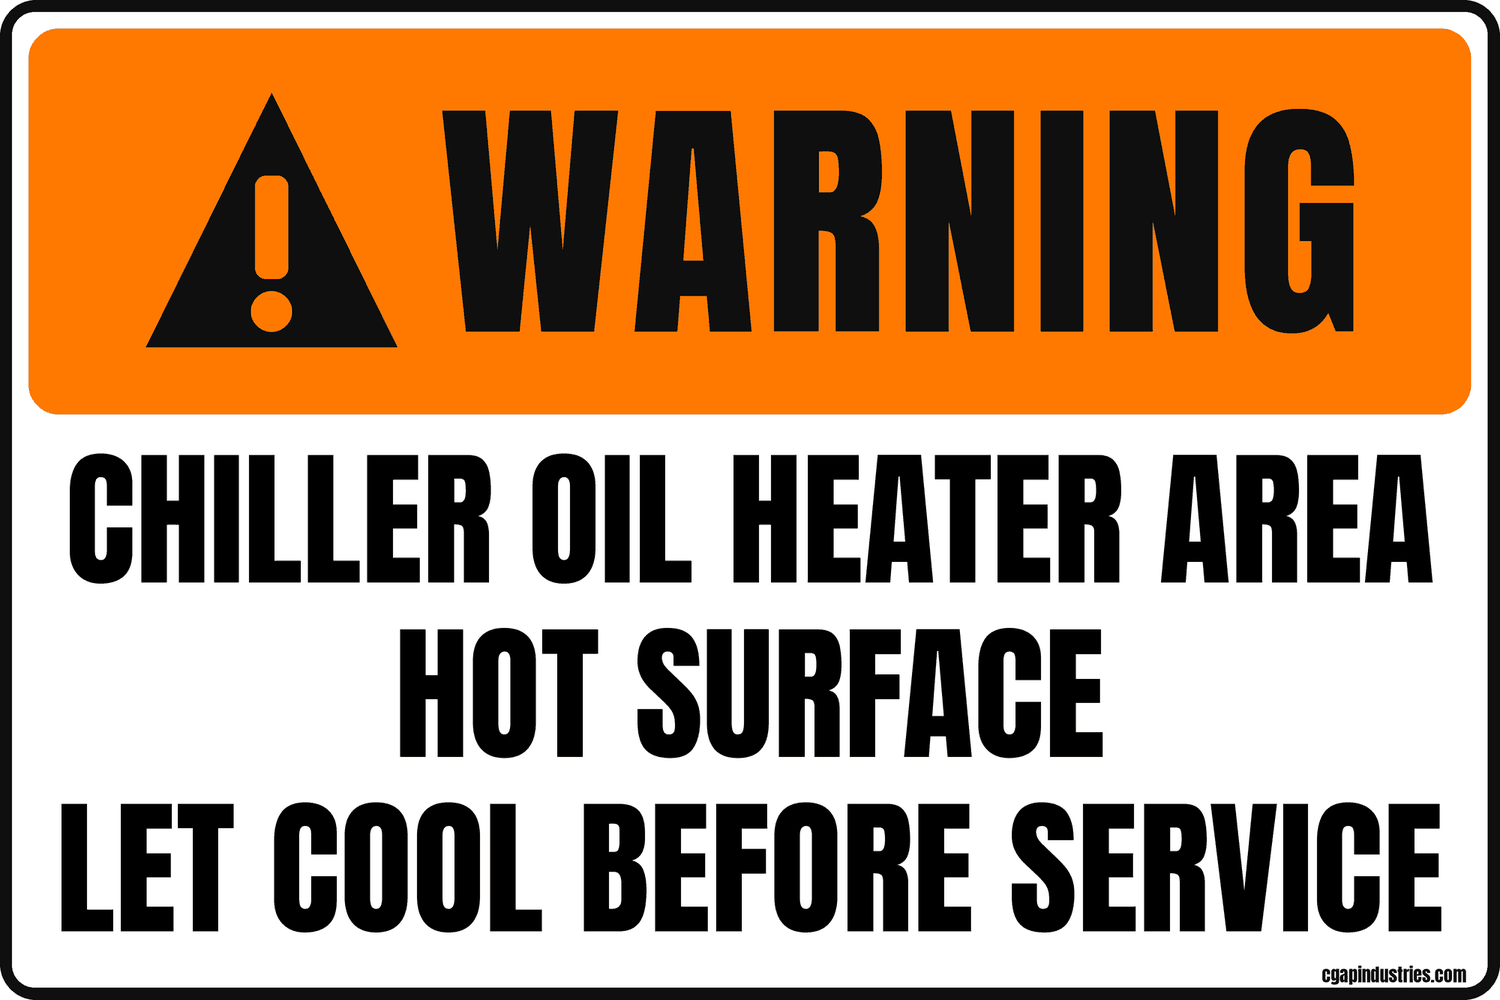 WARNING
CHILLER OIL HEATER AREA
HOT SURFACE
LET COOL BEFORE SERVICE
cgapindustries.com